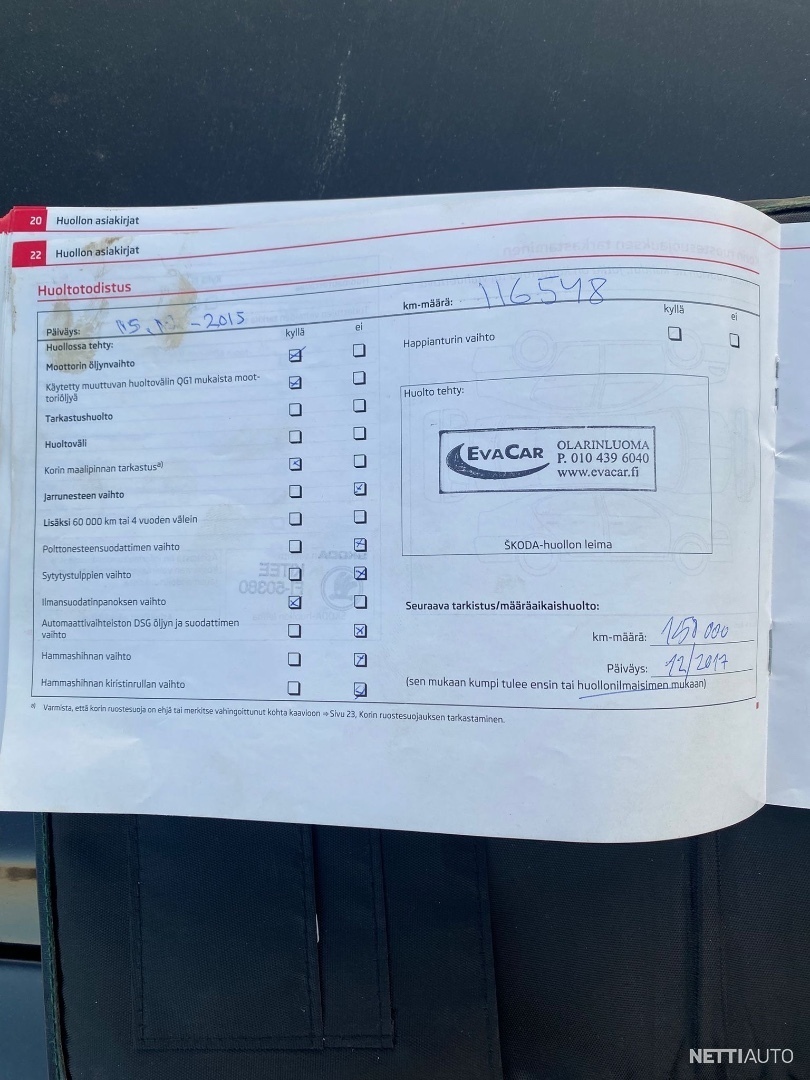 20 Huollon asiakirjat
22 Huollon asiakirjat
Huoltotodistus
Päiväys: -2015
km-määrä: 116548
Huollossa tehty: kyllä ei
Moottorin öljynvaihto
Käytetty muuttuvan huoltovälin QG1 mukaista moot-
toriöljyä
Tarkastushuolto
Huoltoväli
Korin maalipinnan tarkastusa)
Jarrunesteen vaihto
Lisäksi 60 000 km tai 4 vuoden välein
Polttonesteensuodattimen vaihto
Sytytystulppien vaihto
Ilmansuodatinpanoksen vaihto
Automaattivaihteiston DSG öljyn ja suodattimen
vaihto
Hammashihnan vaihto
Hammashihnan kiristinrullan vaihto
kyllä ei
Happianturin vaihto
Huolto tehty:
EVACAR
OLARINLUOMA
P. 010 439 6040
www.evacar.fi
ŠKODA-huollon leima
Seuraava tarkistus/määräaikaishuolto:
km-määrä: 150 000
Päiväys: 12/2017
(sen mukaan kumpi tulee ensin tai huollonilmaisimen mukaan)
a) Varmista, että korin ruostesuoja on ehjä tai merkitse vahingoittunut kohta kaavioon ⇒ Sivu 23, Korin ruostesuojauksen tarkastaminen.
NETTIAUTO